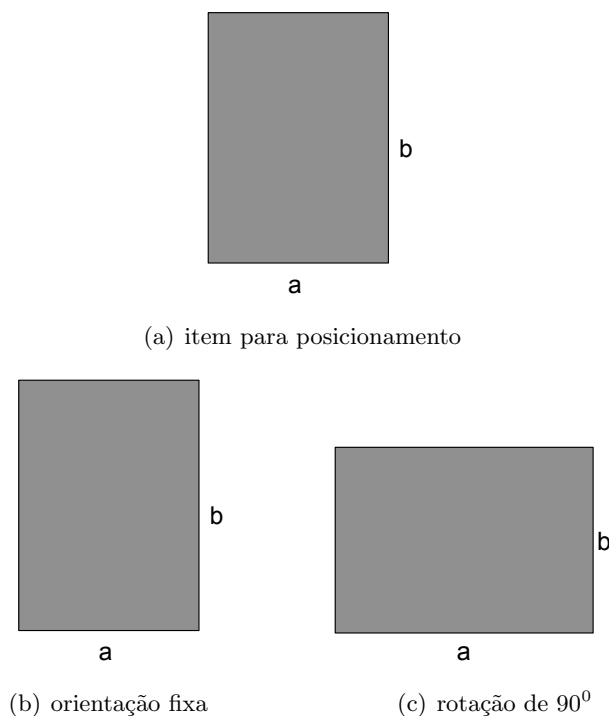 b
a
(a) item para posicionamento
b
a
(b) orientação fixa
b
a
(c) rotação de 90⁰